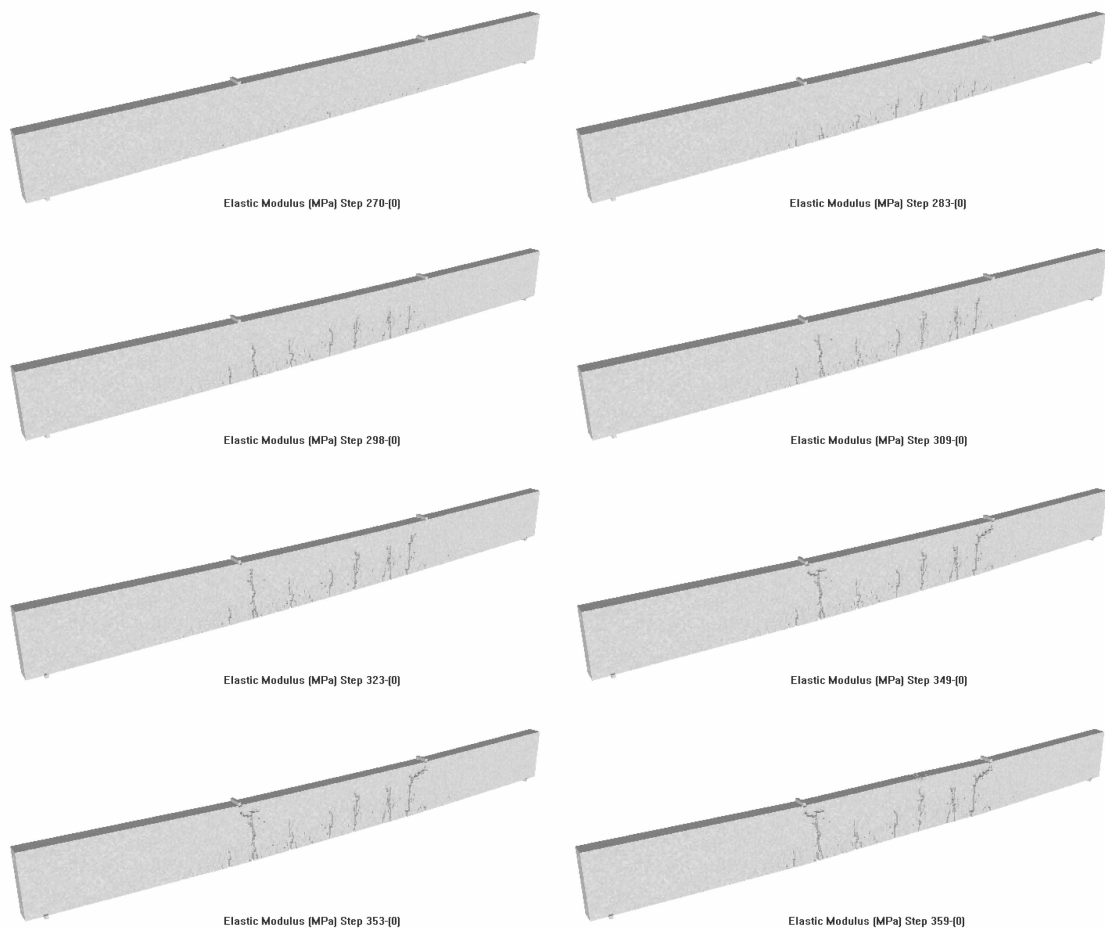 Elastic Modulus (MPa) Step 270-(0)
Elastic Modulus (MPa) Step 283-(0)
Elastic Modulus (MPa) Step 298-(0)
Elastic Modulus (MPa) Step 309-(0)
Elastic Modulus (MPa) Step 323-(0)
Elastic Modulus (MPa) Step 349-(0)
Elastic Modulus (MPa) Step 353-(0)
Elastic Modulus (MPa) Step 359-(0)